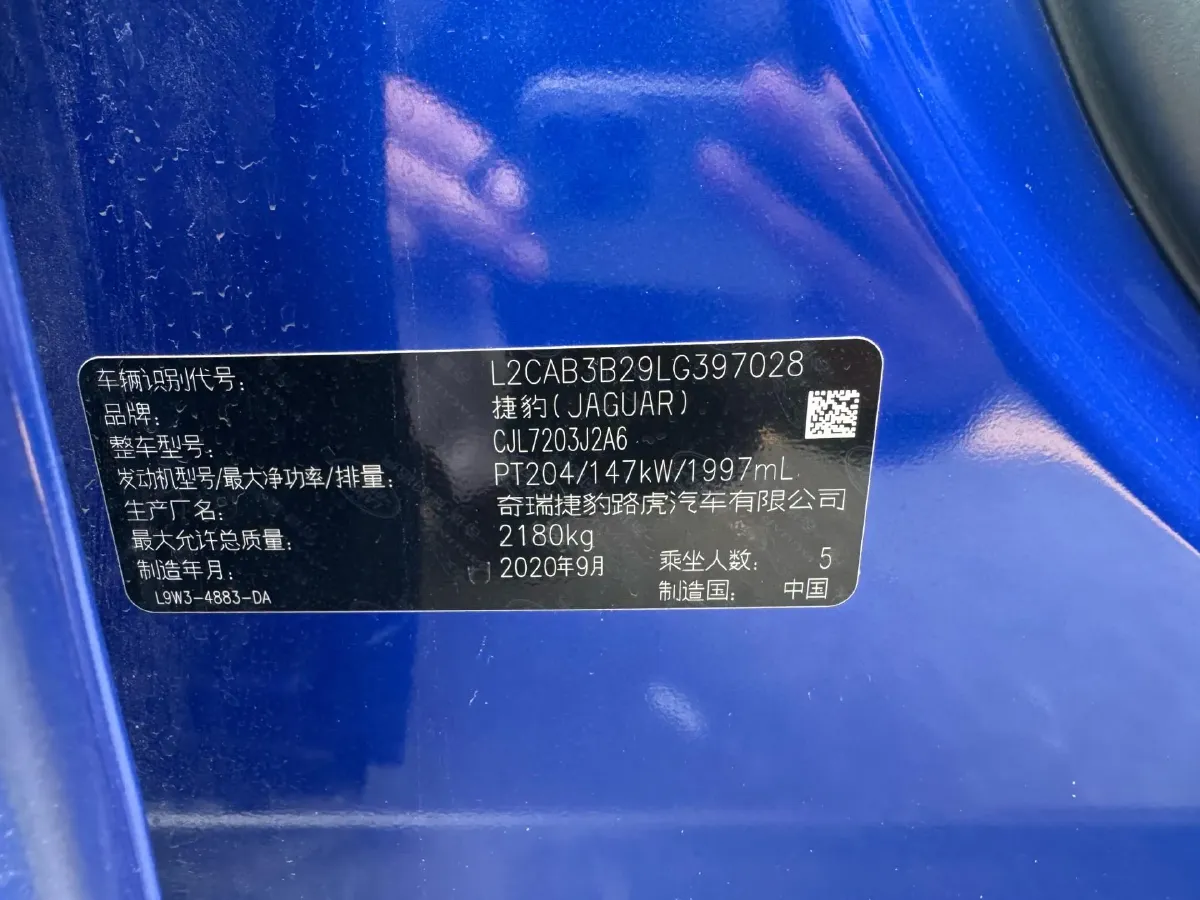 车辆识别代号： L2CAB3B29LG397028
品牌： 捷豹(JAGUAR)
整车型号： CJL7203J2A6
发动机型号/最大净功率/排量： PT204/147kW/1997mL
生产厂名： 奇瑞捷豹路虎汽车有限公司
最大允许总质量： 2180kg
制造年月： 2020年9月 乘坐人数： 5
L9W3-4883-DA 制造国： 中国